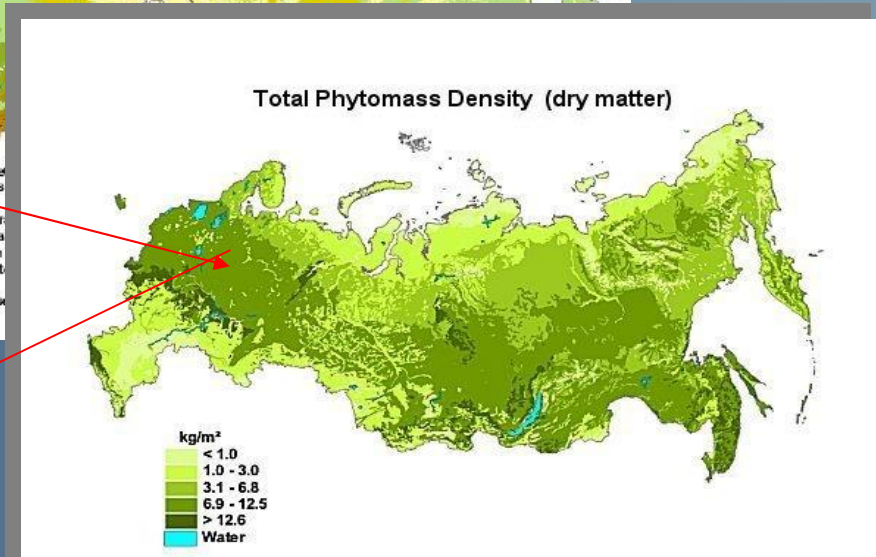 Total Phytomass Density (dry matter)
kg/m²
< 1.0
1.0 - 3.0
3.1 - 6.8
6.9 - 12.5
> 12.6
Water